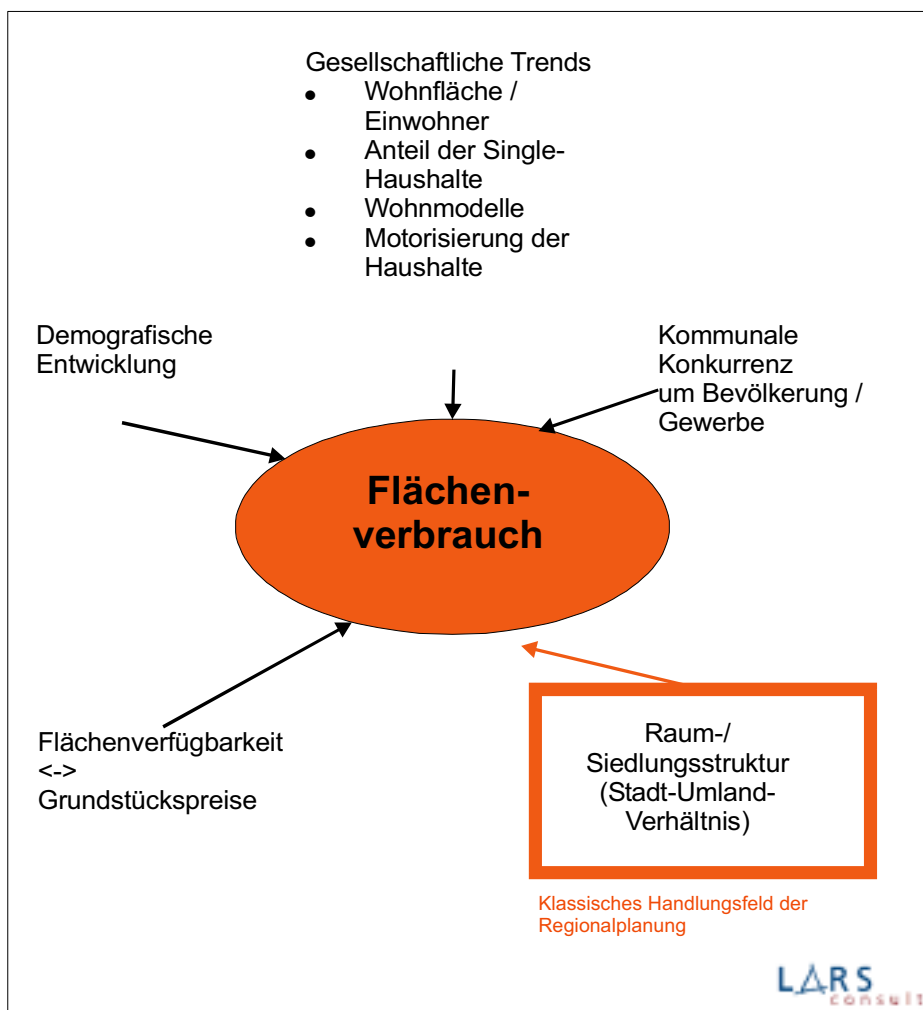 Gesellschaftliche Trends
• Wohnfläche /
Einwohner
• Anteil der Single-
Haushalte
• Wohnmodelle
• Motorisierung der
Haushalte
Demografische
Entwicklung
Kommunale
Konkurrenz
um Bevölkerung /
Gewerbe
Flächen-
verbrauch
Flächenverfügbarkeit
<->
Grundstückspreise
Raum-/
Siedlungsstruktur
(Stadt-Umland-
Verhältnis)
Klassisches Handlungsfeld der
Regionalplanung
LARS
consult